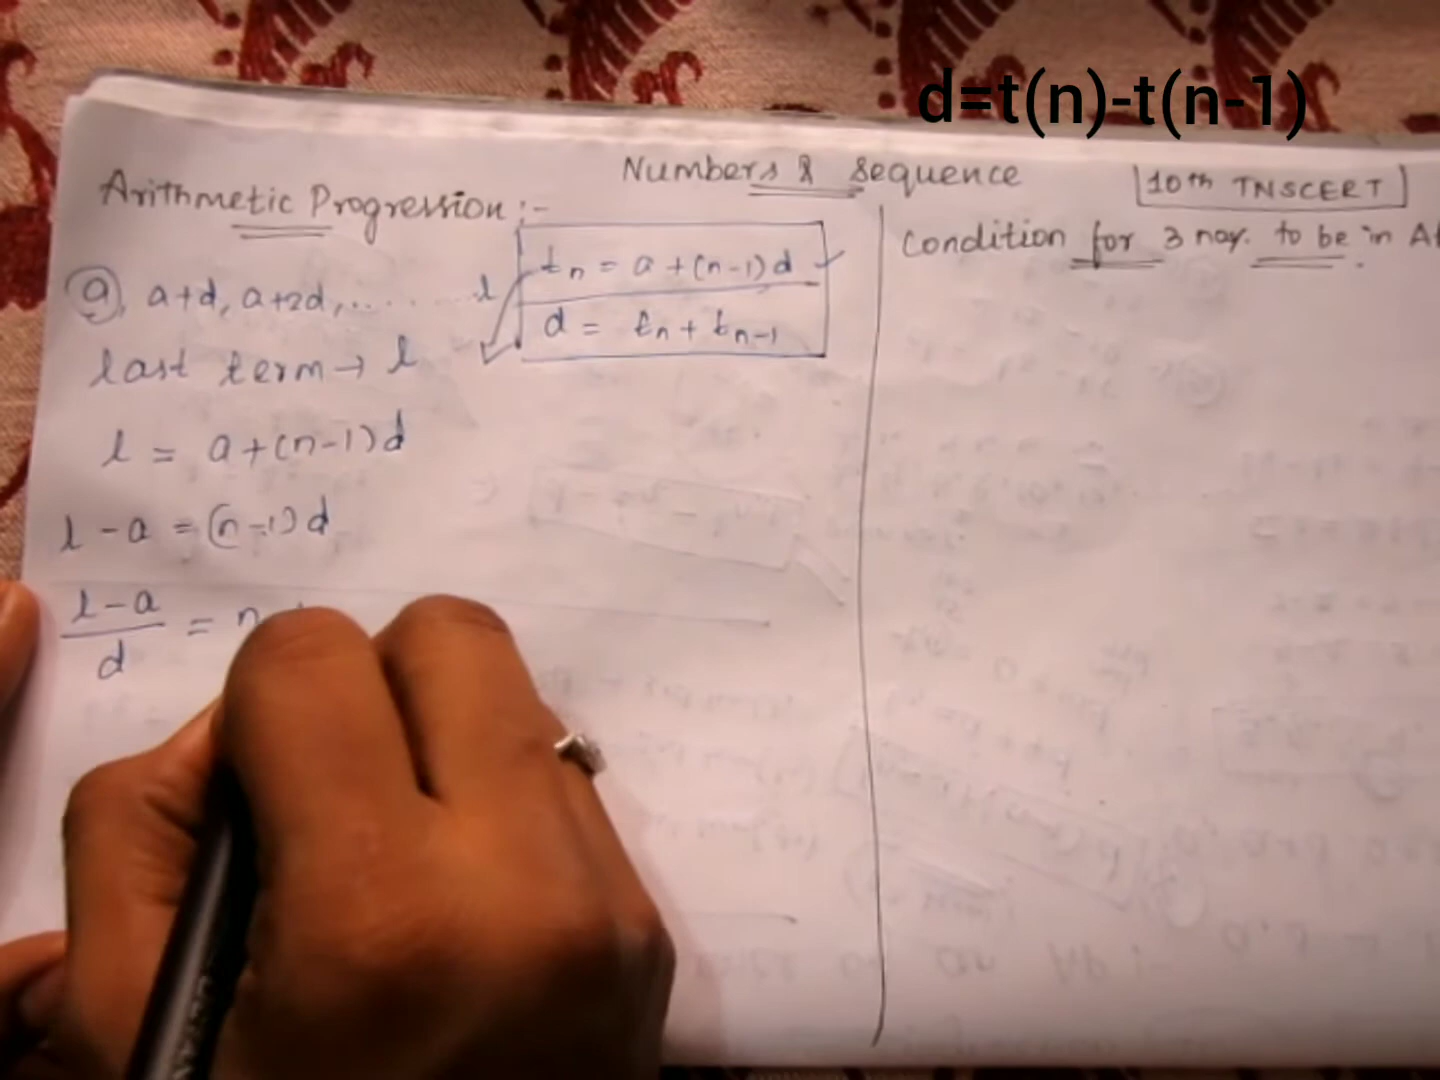 d=t(n)-t(n-1)
Numbers & Sequence
10th TNSCERT
Arithmetic Progression :-
a, a+d, a+2d, ........ l
tn = a + (n-1) d
d = tn + tn-1
last term → l
l = a+(n-1)d
l - a = (n-1) d
l-a/d = n
Condition for 3 nos. to be in A